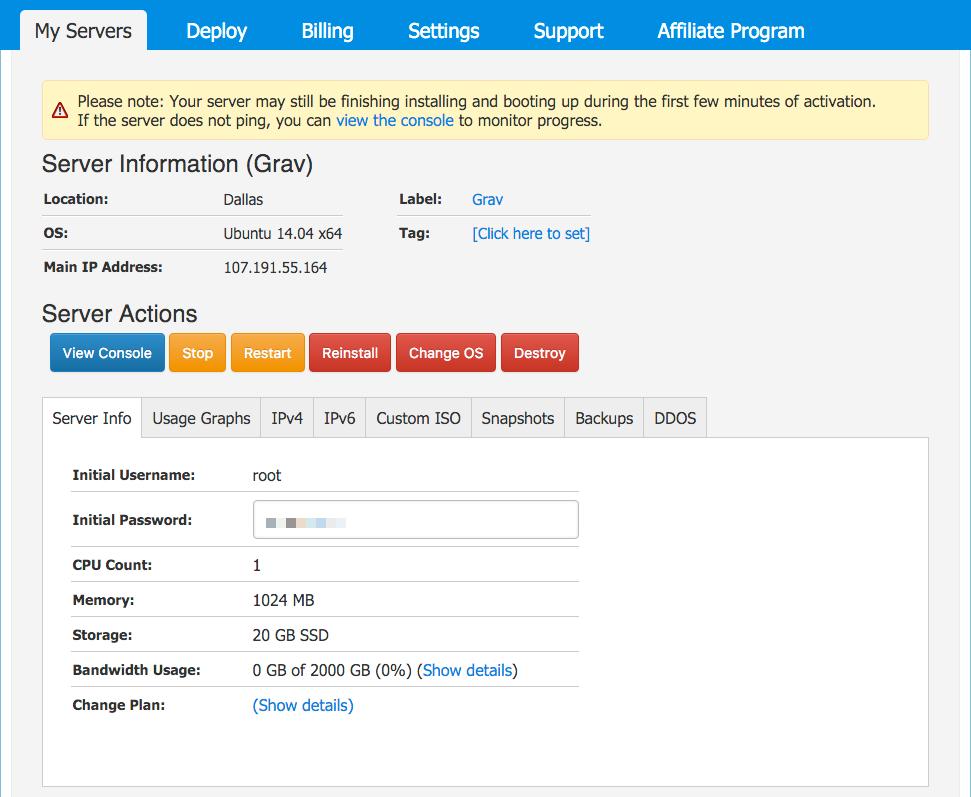 My Servers Deploy Billing Settings Support Affiliate Program
Please note: Your server may still be finishing installing and booting up during the first few minutes of activation.
If the server does not ping, you can view the console to monitor progress.
Server Information (Grav)
Location: Dallas Label: Grav
OS: Ubuntu 14.04 x64 Tag: [Click here to set]
Main IP Address: 107.191.55.164
Server Actions
View Console Stop Restart Reinstall Change OS Destroy
Server Info Usage Graphs IPv4 IPv6 Custom ISO Snapshots Backups DDOS
Initial Username: root
Initial Password:
CPU Count: 1
Memory: 1024 MB
Storage: 20 GB SSD
Bandwidth Usage: 0 GB of 2000 GB (0%) (Show details)
Change Plan: (Show details)